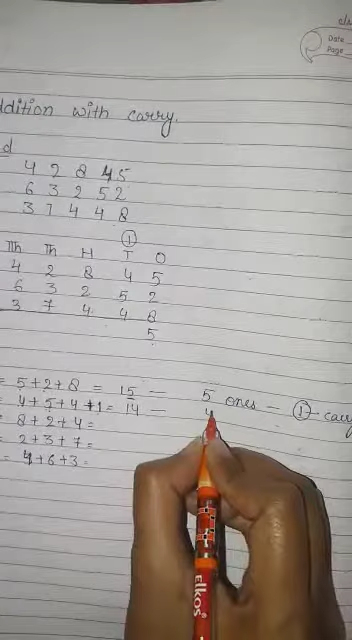 Date
Page
ddition with carry.
d
4 2 8 4 5
6 3 2 5 2
3 7 4 4 8
1
Th Th H T O
4 2 8 4 5
6 3 2 5 2
3 7 4 4 8
5
= 5+2+8 = 15 — 5 ones — 1 carry
= 4+5+4+1 = 14 — 4
= 8+2+4=
= 2+3+7=
= 4+6+3=
ELKOS